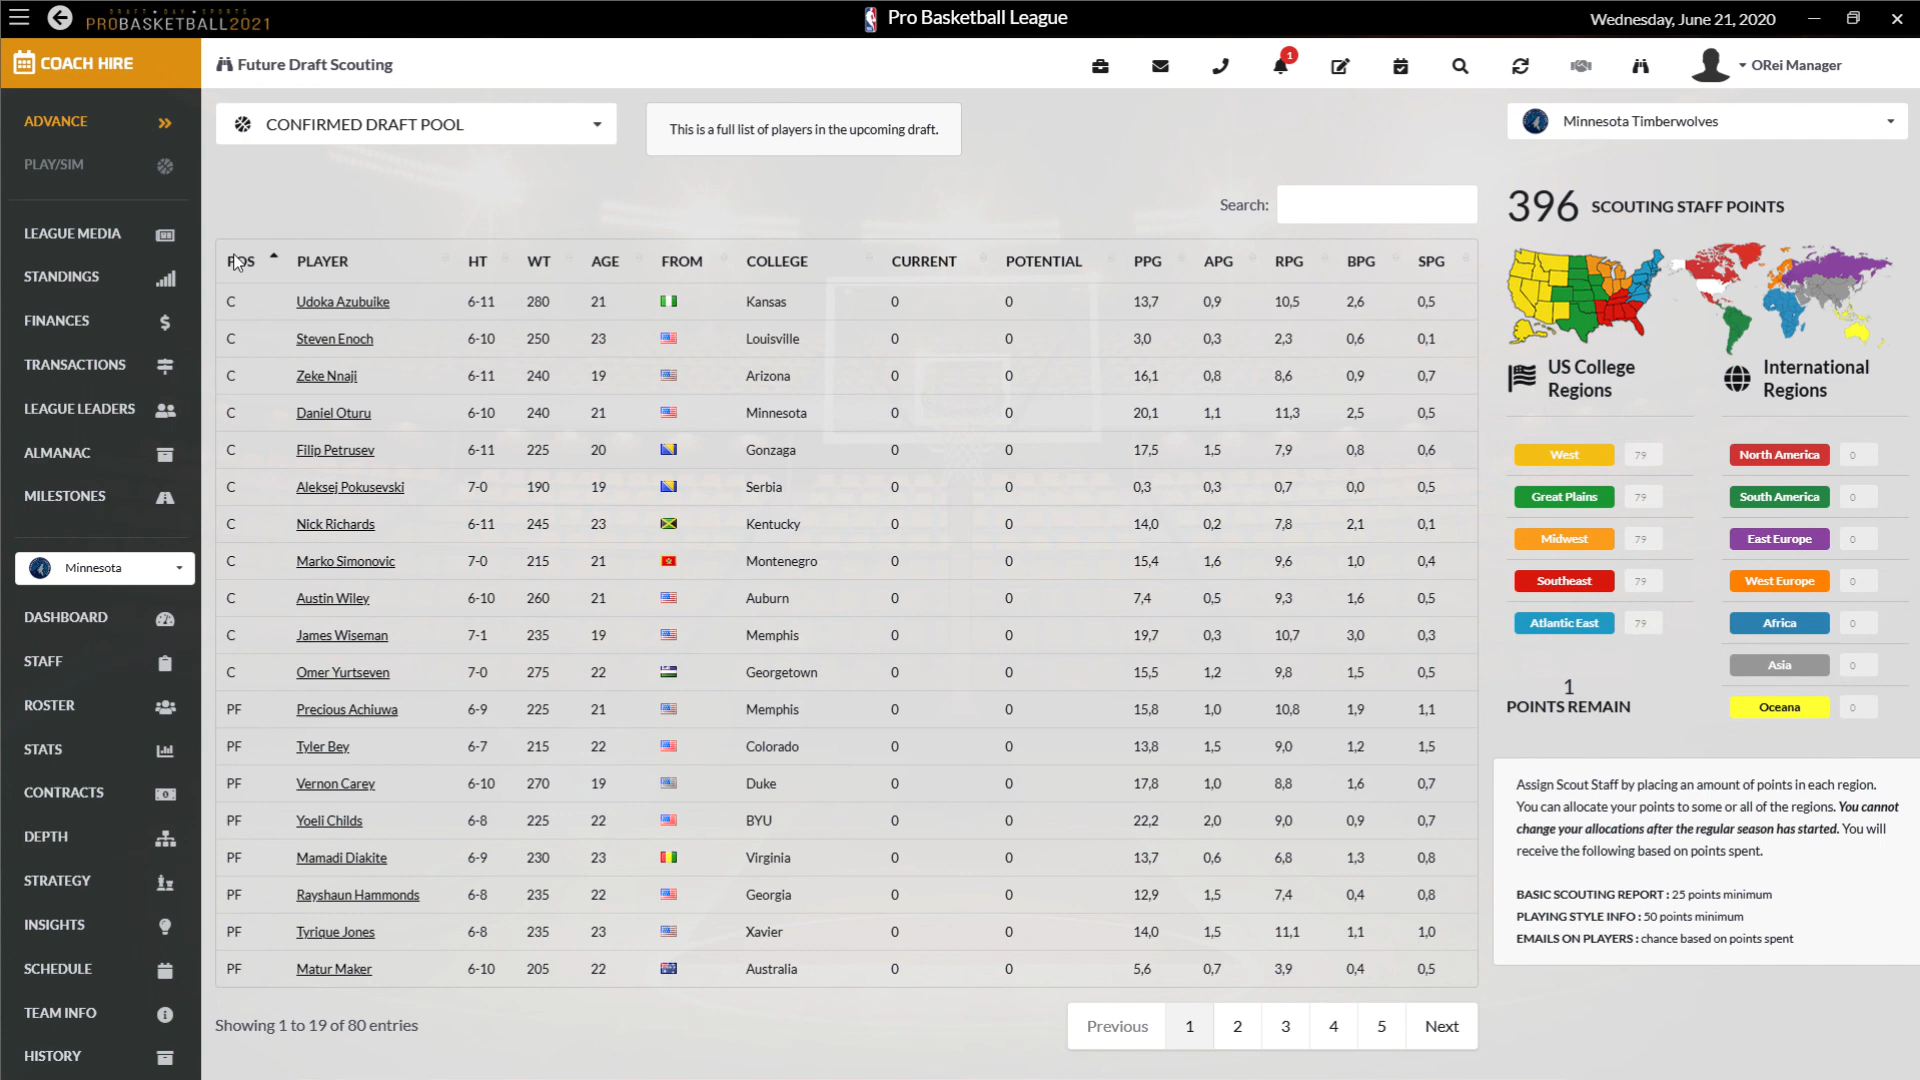 DRAFT • DAY • SPORTS
PROBASKETBALL2021
Pro Basketball League
Wednesday, June 21, 2020
COACH HIRE
Future Draft Scouting
1
ORei Manager
ADVANCE
PLAY/SIM
LEAGUE MEDIA
STANDINGS
FINANCES
TRANSACTIONS
LEAGUE LEADERS
ALMANAC
MILESTONES
Minnesota
DASHBOARD
STAFF
ROSTER
STATS
CONTRACTS
DEPTH
STRATEGY
INSIGHTS
SCHEDULE
TEAM INFO
HISTORY
CONFIRMED DRAFT POOL
This is a full list of players in the upcoming draft.
Search:
POS PLAYER HT WT AGE FROM COLLEGE CURRENT POTENTIAL PPG APG RPG BPG SPG
C Udoka Azubuike 6-11 280 21 Kansas 0 0 13,7 0,9 10,5 2,6 0,5
C Steven Enoch 6-10 250 23 Louisville 0 0 3,0 0,3 2,3 0,6 0,1
C Zeke Nnaji 6-11 240 19 Arizona 0 0 16,1 0,8 8,6 0,9 0,7
C Daniel Oturu 6-10 240 21 Minnesota 0 0 20,1 1,1 11,3 2,5 0,5
C Filip Petrusev 6-11 225 20 Gonzaga 0 0 17,5 1,5 7,9 0,8 0,6
C Aleksej Pokusevski 7-0 190 19 Serbia 0 0 0,3 0,3 0,7 0,0 0,5
C Nick Richards 6-11 245 23 Kentucky 0 0 14,0 0,2 7,8 2,1 0,1
C Marko Simonovic 7-0 215 21 Montenegro 0 0 15,4 1,6 9,6 1,0 0,4
C Austin Wiley 6-10 260 21 Auburn 0 0 7,4 0,5 9,3 1,6 0,5
C James Wiseman 7-1 235 19 Memphis 0 0 19,7 0,3 10,7 3,0 0,3
C Omer Yurtseven 7-0 275 22 Georgetown 0 0 15,5 1,2 9,8 1,5 0,5
PF Precious Achiuwa 6-9 225 21 Memphis 0 0 15,8 1,0 10,8 1,9 1,1
PF Tyler Bey 6-7 215 22 Colorado 0 0 13,8 1,5 9,0 1,2 1,5
PF Vernon Carey 6-10 270 19 Duke 0 0 17,8 1,0 8,8 1,6 0,7
PF Yoeli Childs 6-8 225 22 BYU 0 0 22,2 2,0 9,0 0,9 0,7
PF Mamadi Diakite 6-9 230 23 Virginia 0 0 13,7 0,6 6,8 1,3 0,8
PF Rayshaun Hammonds 6-8 235 22 Georgia 0 0 12,9 1,5 7,4 0,4 0,8
PF Tyrique Jones 6-8 235 23 Xavier 0 0 14,0 1,5 11,1 1,1 1,0
PF Matur Maker 6-10 205 22 Australia 0 0 5,6 0,7 3,9 0,4 0,5
Showing 1 to 19 of 80 entries
Previous 1 2 3 4 5 Next
Minnesota Timberwolves
396 SCOUTING STAFF POINTS
US College
Regions
West 79
Great Plains 79
Midwest 79
Southeast 79
Atlantic East 79
1
POINTS REMAIN
International
Regions
North America 0
South America 0
East Europe 0
West Europe 0
Africa 0
Asia 0
Oceana 0
Assign Scout Staff by placing an amount of points in each region.
You can allocate your points to some or all of the regions. You cannot
change your allocations after the regular season has started. You will
receive the following based on points spent.
BASIC SCOUTING REPORT : 25 points minimum
PLAYING STYLE INFO : 50 points minimum
EMAILS ON PLAYERS : chance based on points spent